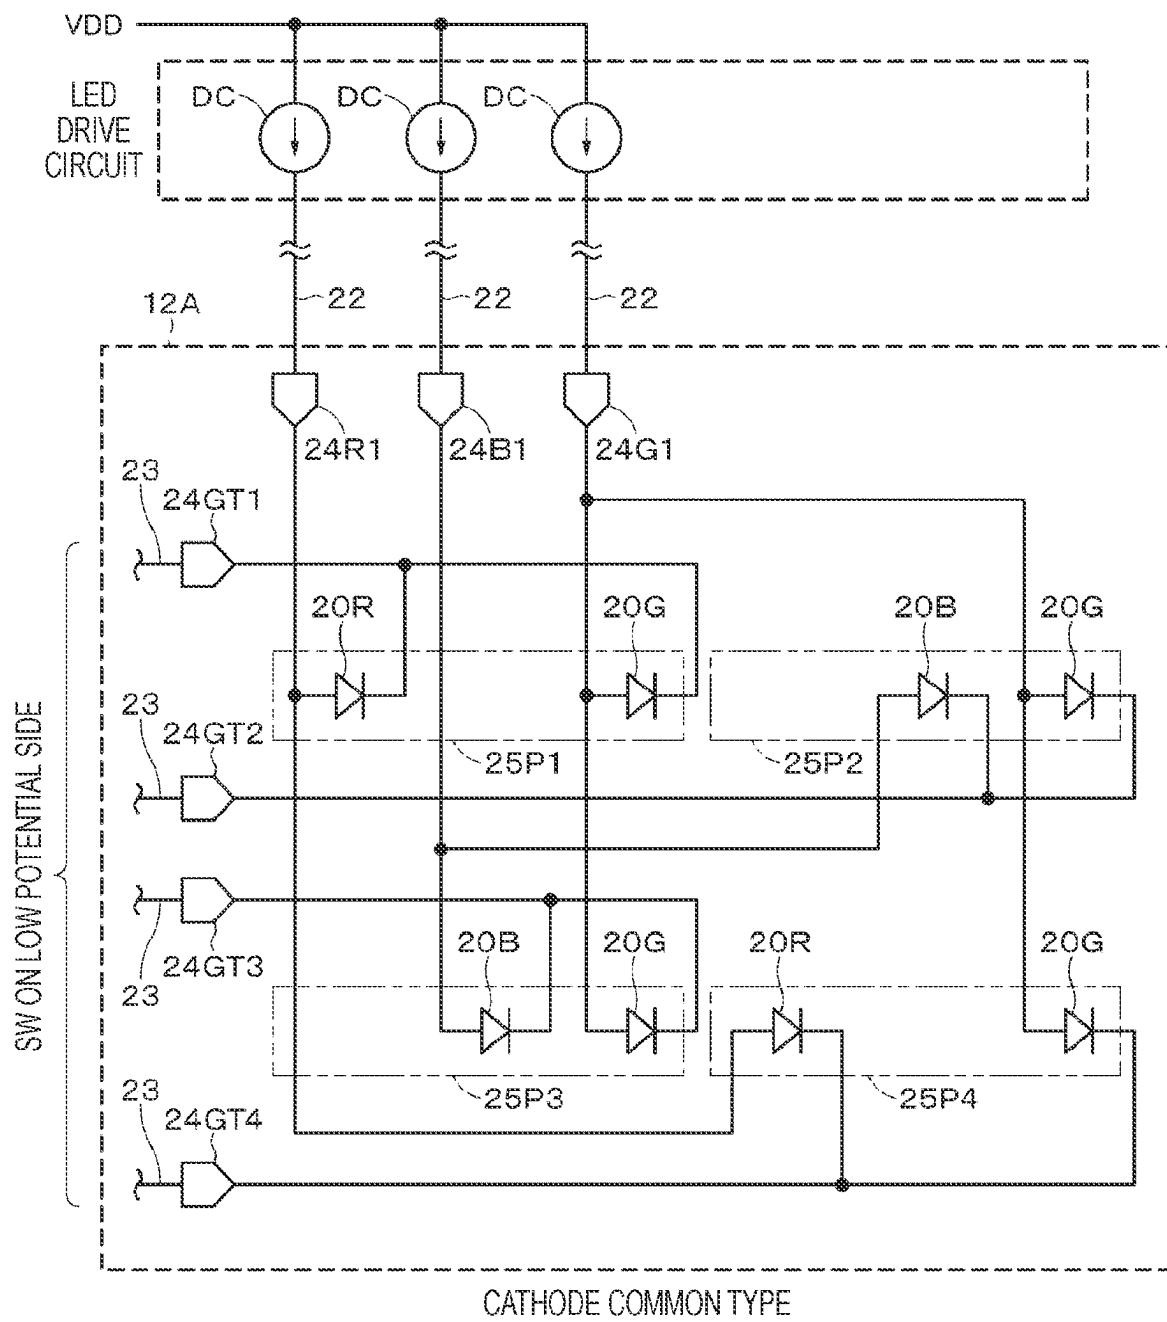 VDD
LED
DRIVE
CIRCUIT
DC DC DC
22 22 22
12A
24R1 24B1 24G1
23
24GT1
20R 20G 20B 20G
23
24GT2
25P1 25P2
SW ON LOW POTENTIAL SIDE
24GT3
23
20B 20G 20R 20G
23
24GT4
25P3 25P4
CATHODE COMMON TYPE